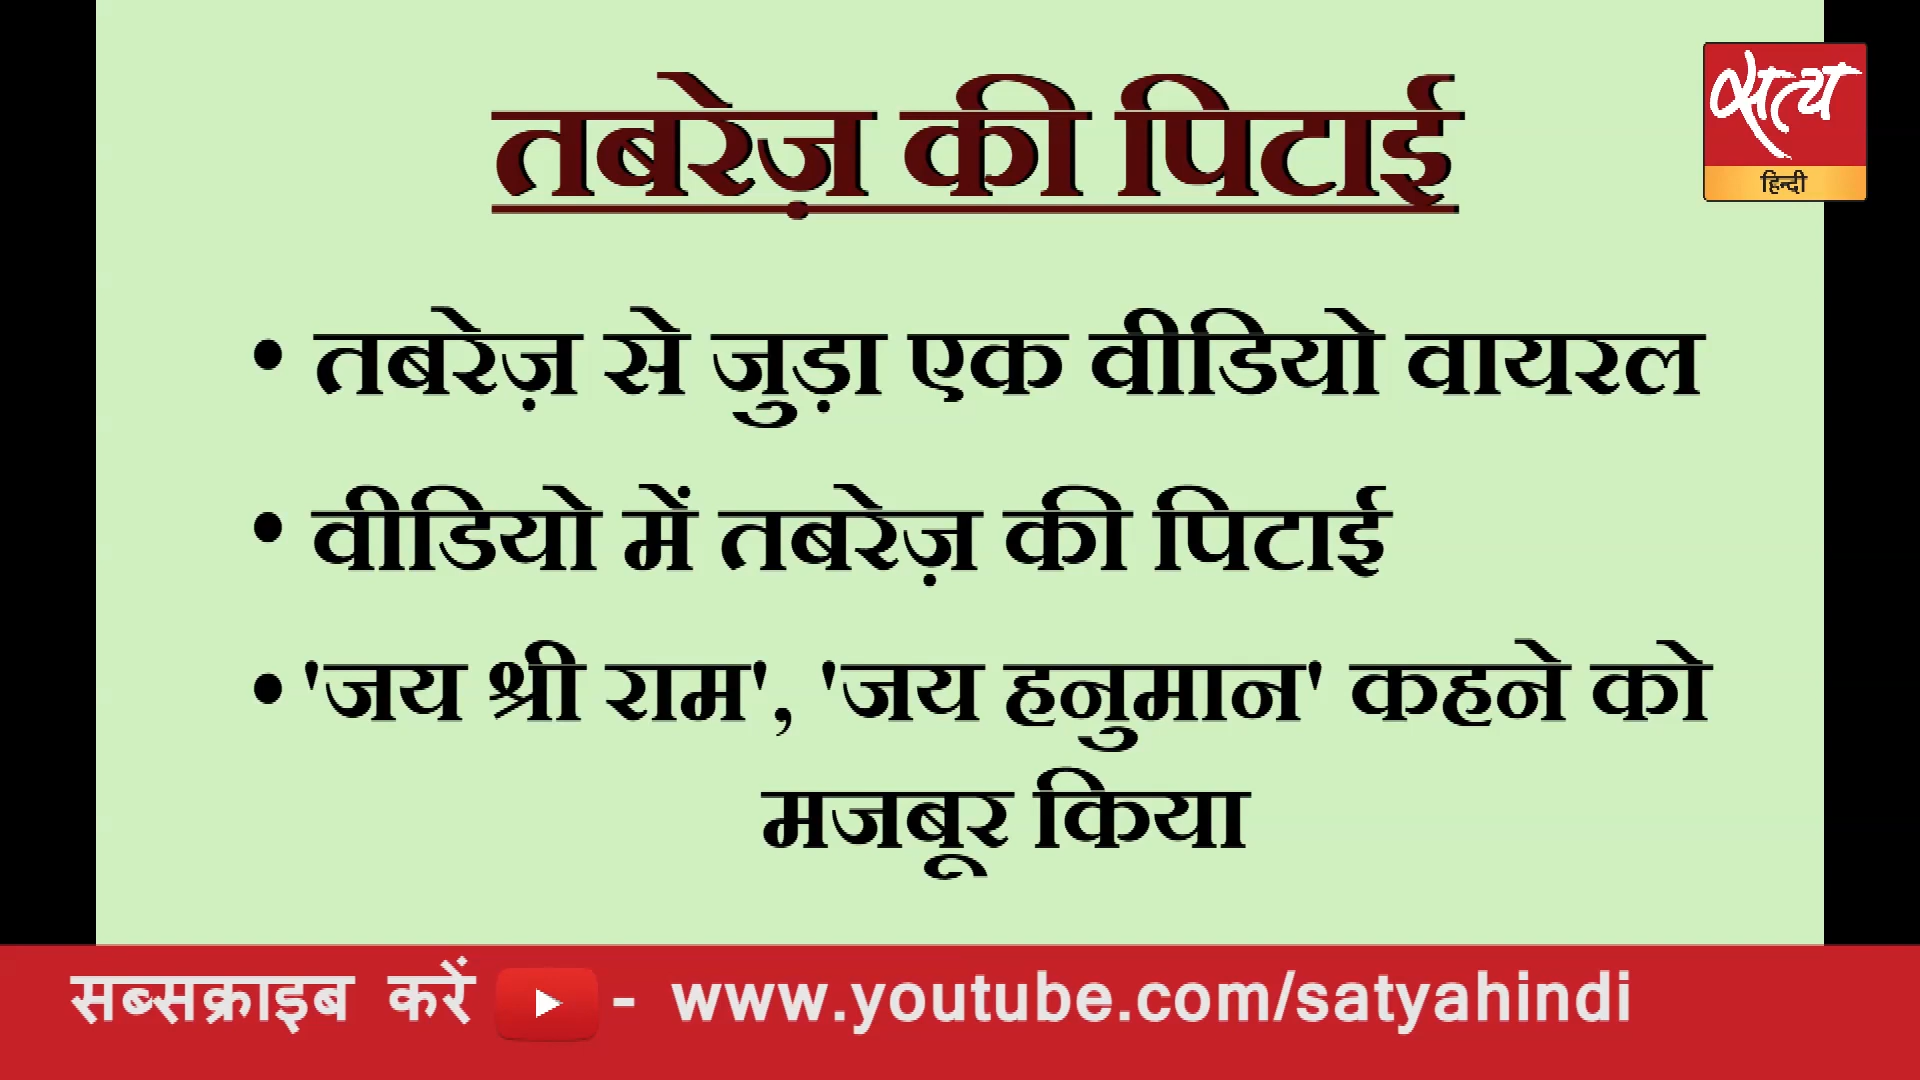 तबरेज़ की पिटाई
सत्य
हिन्दी
• तबरेज़ से जुड़ा एक वीडियो वायरल
• वीडियो में तबरेज़ की पिटाई
• 'जय श्री राम', 'जय हनुमान' कहने को
मजबूर किया
सब्सक्राइब करें - www.youtube.com/satyahindi